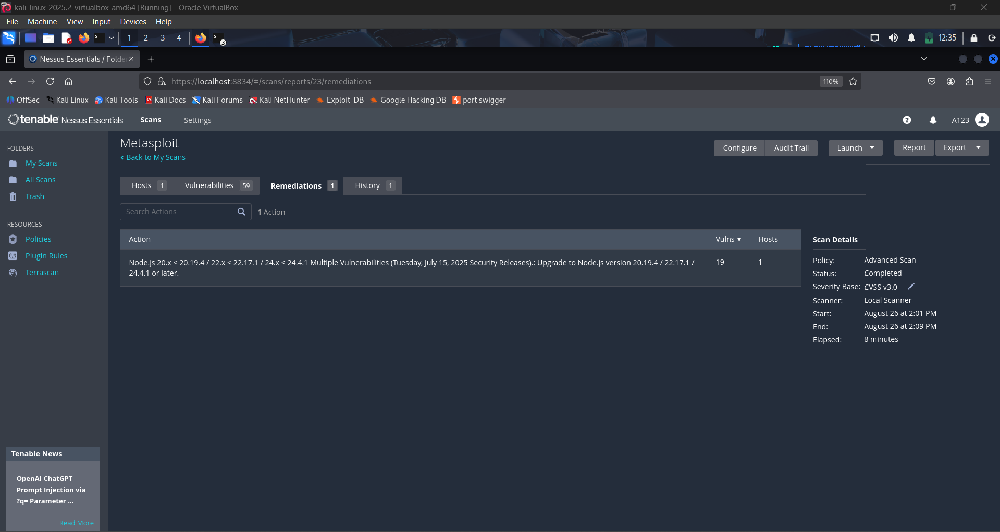 kali-linux-2025.2-virtualbox-amd64 [Running] - Oracle VirtualBox
File Machine View Input Devices Help
1 2 3 4 3 12:35
Nessus Essentials / Folde
https://localhost:8834/#/scans/reports/23/remediations 110%
OffSec Kali Linux Kali Tools Kali Docs Kali Forums Kali NetHunter Exploit-DB Google Hacking DB port swigger
tenable Nessus Essentials Scans Settings A123
FOLDERS
My Scans
All Scans
Trash
RESOURCES
Policies
Plugin Rules
Terrascan
Tenable News
OpenAI ChatGPT
Prompt Injection via
?q= Parameter ...
Read More
Metasploit
Back to My Scans
Configure Audit Trail Launch Report Export
Hosts 1 Vulnerabilities 59 Remediations 1 History 1
Search Actions 1 Action
Action Vulns Hosts
Node.js 20.x < 20.19.4 / 22.x < 22.17.1 / 24.x < 24.4.1 Multiple Vulnerabilities (Tuesday, July 15, 2025 Security Releases).: Upgrade to Node.js version 20.19.4 / 22.17.1 / 19 1
24.4.1 or later.
Scan Details
Policy: Advanced Scan
Status: Completed
Severity Base: CVSS v3.0
Scanner: Local Scanner
Start: August 26 at 2:01 PM
End: August 26 at 2:09 PM
Elapsed: 8 minutes